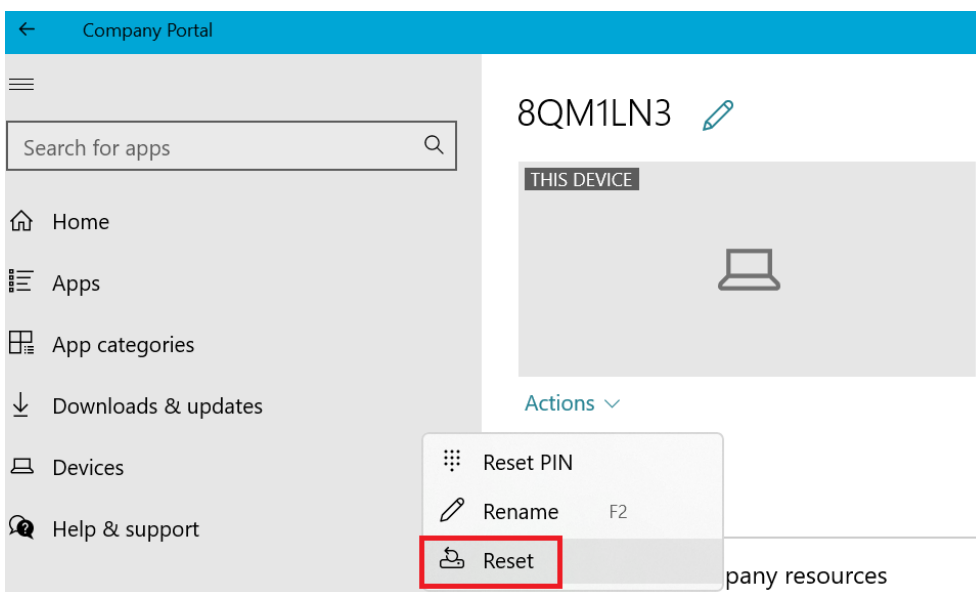 Company Portal
8QM1LN3
Search for apps
THIS DEVICE
Home
Apps
App categories
Downloads & updates
Devices
Help & support
Actions
Reset PIN
Rename F2
Reset
pany resources